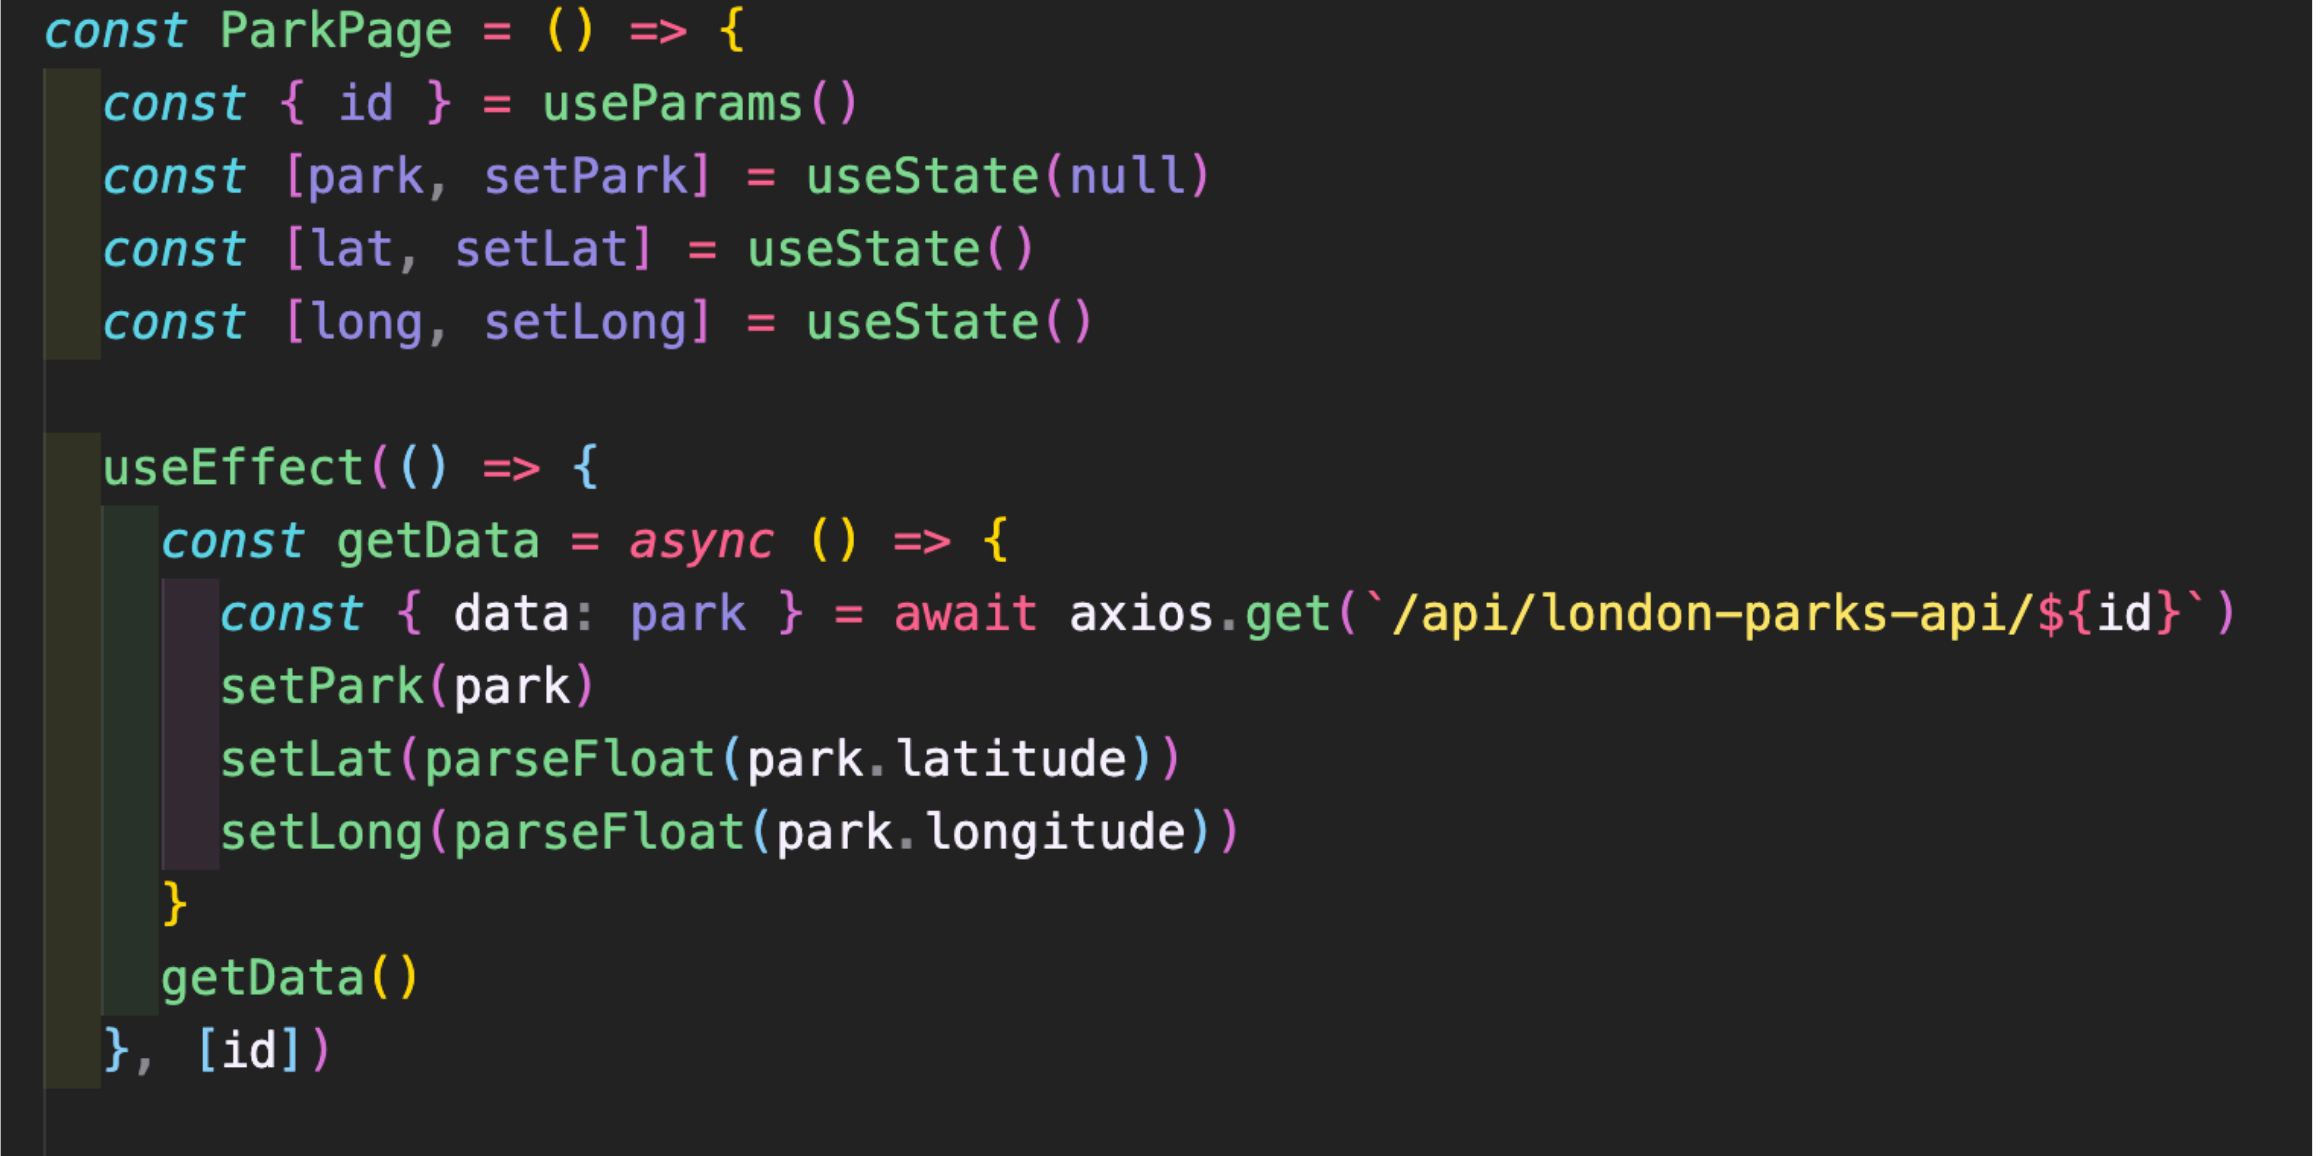 const ParkPage = () => {
  const { id } = useParams()
  const [park, setPark] = useState(null)
  const [lat, setLat] = useState()
  const [long, setLong] = useState()

  useEffect(() => {
    const getData = async () => {
      const { data: park } = await axios.get(`/api/london-parks-api/${id}`)
      setPark(park)
      setLat(parseFloat(park.latitude))
      setLong(parseFloat(park.longitude))
    }
    getData()
  }, [id])